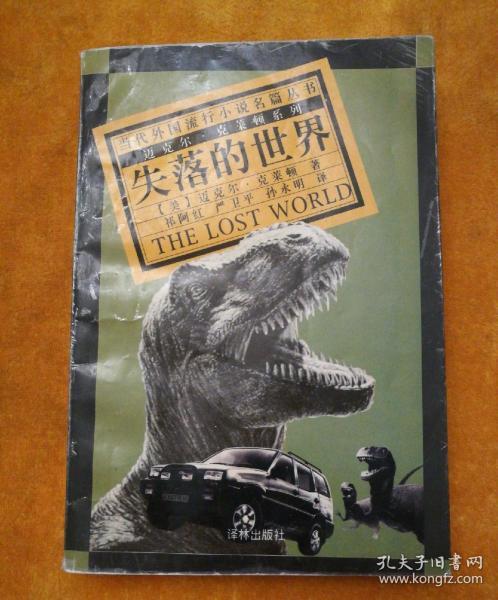 当代外国流行小说名篇丛书
迈克尔·克莱顿系列
失落的世界
【美】迈克尔·克莱顿 著
祁阿红 严卫平 孙永明 译
THE LOST WORLD
译林出版社
孔夫子旧书网
www.kongfz.com